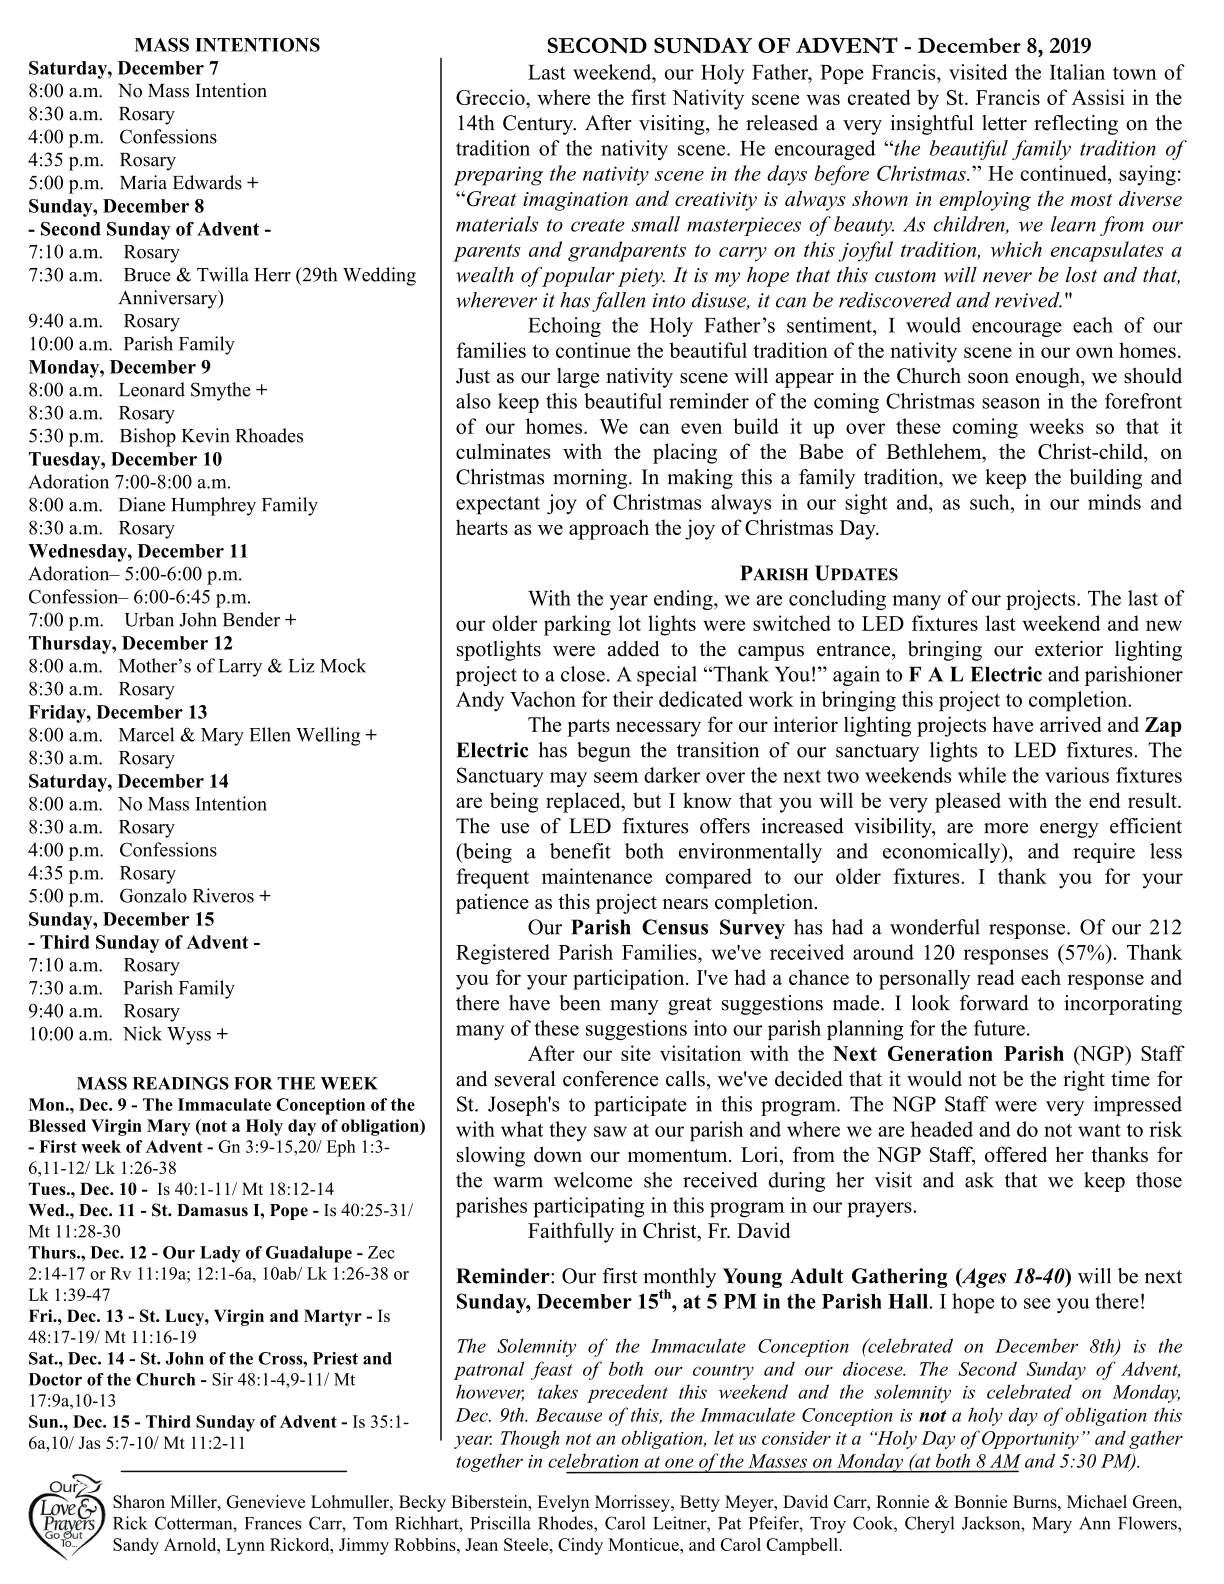 MASS INTENTIONS
Saturday, December 7
8:00 a.m. No Mass Intention
8:30 a.m. Rosary
4:00 p.m. Confessions
4:35 p.m. Rosary
5:00 p.m. Maria Edwards +
Sunday, December 8
- Second Sunday of Advent -
7:10 a.m. Rosary
7:30 a.m. Bruce & Twilla Herr (29th Wedding
Anniversary)
9:40 a.m. Rosary
10:00 a.m. Parish Family
Monday, December 9
8:00 a.m. Leonard Smythe +
8:30 a.m. Rosary
5:30 p.m. Bishop Kevin Rhoades
Tuesday, December 10
Adoration 7:00-8:00 a.m.
8:00 a.m. Diane Humphrey Family
8:30 a.m. Rosary
Wednesday, December 11
Adoration– 5:00-6:00 p.m.
Confession– 6:00-6:45 p.m.
7:00 p.m. Urban John Bender +
Thursday, December 12
8:00 a.m. Mother’s of Larry & Liz Mock
8:30 a.m. Rosary
Friday, December 13
8:00 a.m. Marcel & Mary Ellen Welling +
8:30 a.m. Rosary
Saturday, December 14
8:00 a.m. No Mass Intention
8:30 a.m. Rosary
4:00 p.m. Confessions
4:35 p.m. Rosary
5:00 p.m. Gonzalo Riveros +
Sunday, December 15
- Third Sunday of Advent -
7:10 a.m. Rosary
7:30 a.m. Parish Family
9:40 a.m. Rosary
10:00 a.m. Nick Wyss +
MASS READINGS FOR THE WEEK
Mon., Dec. 9 - The Immaculate Conception of the
Blessed Virgin Mary (not a Holy day of obligation)
- First week of Advent - Gn 3:9-15,20/ Eph 1:3-
6,11-12/ Lk 1:26-38
Tues., Dec. 10 - Is 40:1-11/ Mt 18:12-14
Wed., Dec. 11 - St. Damasus I, Pope - Is 40:25-31/
Mt 11:28-30
Thurs., Dec. 12 - Our Lady of Guadalupe - Zec
2:14-17 or Rv 11:19a; 12:1-6a, 10ab/ Lk 1:26-38 or
Lk 1:39-47
Fri., Dec. 13 - St. Lucy, Virgin and Martyr - Is
48:17-19/ Mt 11:16-19
Sat., Dec. 14 - St. John of the Cross, Priest and
Doctor of the Church - Sir 48:1-4,9-11/ Mt
17:9a,10-13
Sun., Dec. 15 - Third Sunday of Advent - Is 35:1-
6a,10/ Jas 5:7-10/ Mt 11:2-11
SECOND SUNDAY OF ADVENT - December 8, 2019
Last weekend, our Holy Father, Pope Francis, visited the Italian town of
Greccio, where the first Nativity scene was created by St. Francis of Assisi in the
14th Century. After visiting, he released a very insightful letter reflecting on the
tradition of the nativity scene. He encouraged “the beautiful family tradition of
preparing the nativity scene in the days before Christmas.” He continued, saying:
“Great imagination and creativity is always shown in employing the most diverse
materials to create small masterpieces of beauty. As children, we learn from our
parents and grandparents to carry on this joyful tradition, which encapsulates a
wealth of popular piety. It is my hope that this custom will never be lost and that,
wherever it has fallen into disuse, it can be rediscovered and revived."
Echoing the Holy Father’s sentiment, I would encourage each of our
families to continue the beautiful tradition of the nativity scene in our own homes.
Just as our large nativity scene will appear in the Church soon enough, we should
also keep this beautiful reminder of the coming Christmas season in the forefront
of our homes. We can even build it up over these coming weeks so that it
culminates with the placing of the Babe of Bethlehem, the Christ-child, on
Christmas morning. In making this a family tradition, we keep the building and
expectant joy of Christmas always in our sight and, as such, in our minds and
hearts as we approach the joy of Christmas Day.
PARISH UPDATES
With the year ending, we are concluding many of our projects. The last of
our older parking lot lights were switched to LED fixtures last weekend and new
spotlights were added to the campus entrance, bringing our exterior lighting
project to a close. A special “Thank You!” again to F A L Electric and parishioner
Andy Vachon for their dedicated work in bringing this project to completion.
The parts necessary for our interior lighting projects have arrived and Zap
Electric has begun the transition of our sanctuary lights to LED fixtures. The
Sanctuary may seem darker over the next two weekends while the various fixtures
are being replaced, but I know that you will be very pleased with the end result.
The use of LED fixtures offers increased visibility, are more energy efficient
(being a benefit both environmentally and economically), and require less
frequent maintenance compared to our older fixtures. I thank you for your
patience as this project nears completion.
Our Parish Census Survey has had a wonderful response. Of our 212
Registered Parish Families, we've received around 120 responses (57%). Thank
you for your participation. I've had a chance to personally read each response and
there have been many great suggestions made. I look forward to incorporating
many of these suggestions into our parish planning for the future.
After our site visitation with the Next Generation Parish (NGP) Staff
and several conference calls, we've decided that it would not be the right time for
St. Joseph's to participate in this program. The NGP Staff were very impressed
with what they saw at our parish and where we are headed and do not want to risk
slowing down our momentum. Lori, from the NGP Staff, offered her thanks for
the warm welcome she received during her visit and ask that we keep those
parishes participating in this program in our prayers.
Faithfully in Christ, Fr. David
Reminder: Our first monthly Young Adult Gathering (Ages 18-40) will be next
Sunday, December 15th, at 5 PM in the Parish Hall. I hope to see you there!
The Solemnity of the Immaculate Conception (celebrated on December 8th) is the
patronal feast of both our country and our diocese. The Second Sunday of Advent,
however, takes precedent this weekend and the solemnity is celebrated on Monday,
Dec. 9th. Because of this, the Immaculate Conception is not a holy day of obligation this
year. Though not an obligation, let us consider it a “Holy Day of Opportunity” and gather
together in celebration at one of the Masses on Monday (at both 8 AM and 5:30 PM).
Our
Love &
Prayers
Go Out
To...
Sharon Miller, Genevieve Lohmuller, Becky Biberstein, Evelyn Morrissey, Betty Meyer, David Carr, Ronnie & Bonnie Burns, Michael Green,
Rick Cotterman, Frances Carr, Tom Richhart, Priscilla Rhodes, Carol Leitner, Pat Pfeifer, Troy Cook, Cheryl Jackson, Mary Ann Flowers,
Sandy Arnold, Lynn Rickord, Jimmy Robbins, Jean Steele, Cindy Monticue, and Carol Campbell.